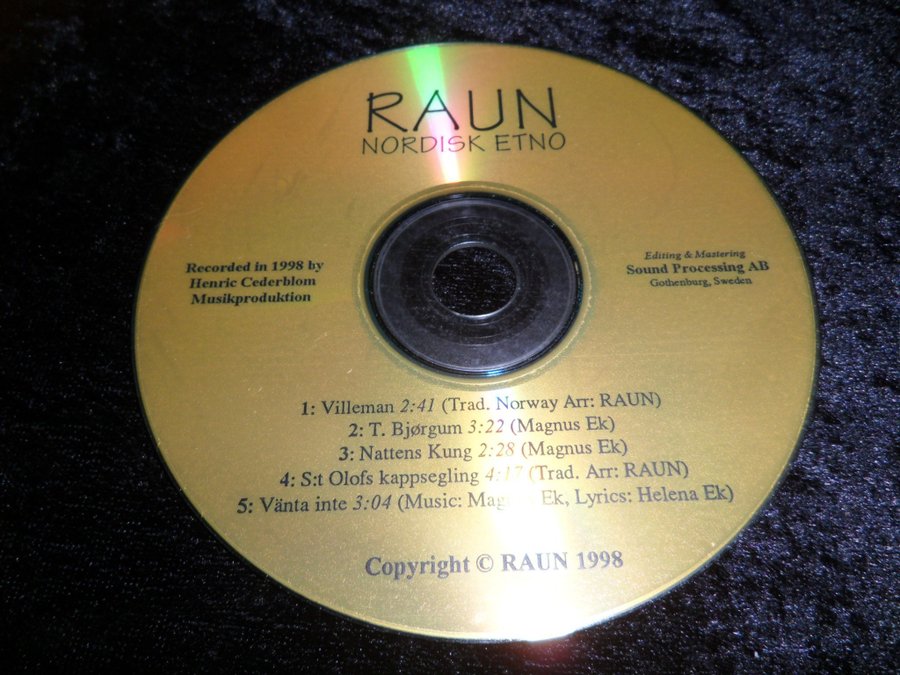 RAUN
NORDISK ETNO
Recorded in 1998 by
Henric Cederblom
Musikproduktion
Editing & Mastering
Sound Processing AB
Gothenburg, Sweden
1: Villeman 2:41 (Trad. Norway Arr: RAUN)
2: T. Bjørgum 3:22 (Magnus Ek)
3: Nattens Kung 2:28 (Magnus Ek)
4: S:t Olofs kappsegling 4:17 (Trad. Arr: RAUN)
5: Vänta inte 3:04 (Music: Magnus Ek, Lyrics: Helena Ek)
Copyright © RAUN 1998